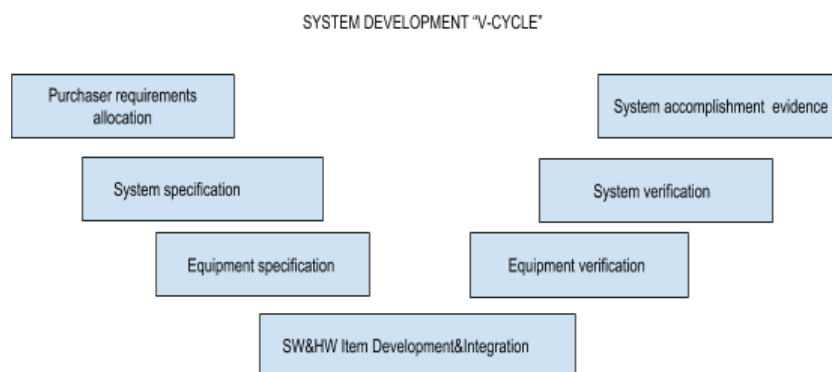 SYSTEM DEVELOPMENT “V-CYCLE”
Purchaser requirements
allocation
System accomplishment evidence
System specification
System verification
Equipment specification
Equipment verification
SW&HW Item Development&Integration